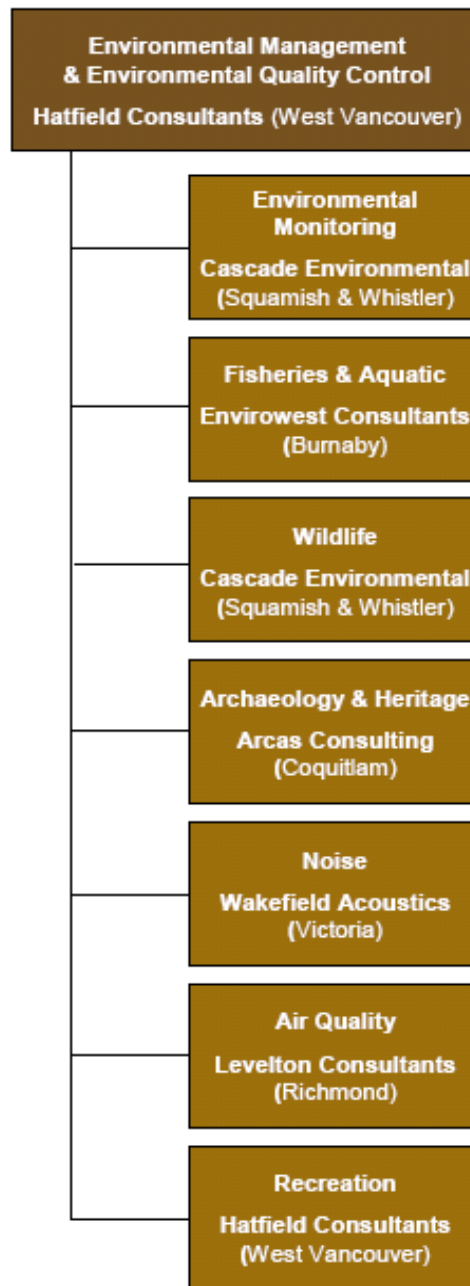 Environmental Management
& Environmental Quality Control
Hatfield Consultants (West Vancouver)
Environmental
Monitoring
Cascade Environmental
(Squamish & Whistler)
Fisheries & Aquatic
Envirowest Consultants
(Burnaby)
Wildlife
Cascade Environmental
(Squamish & Whistler)
Archaeology & Heritage
Arcas Consulting
(Coquitlam)
Noise
Wakefield Acoustics
(Victoria)
Air Quality
Levelton Consultants
(Richmond)
Recreation
Hatfield Consultants
(West Vancouver)